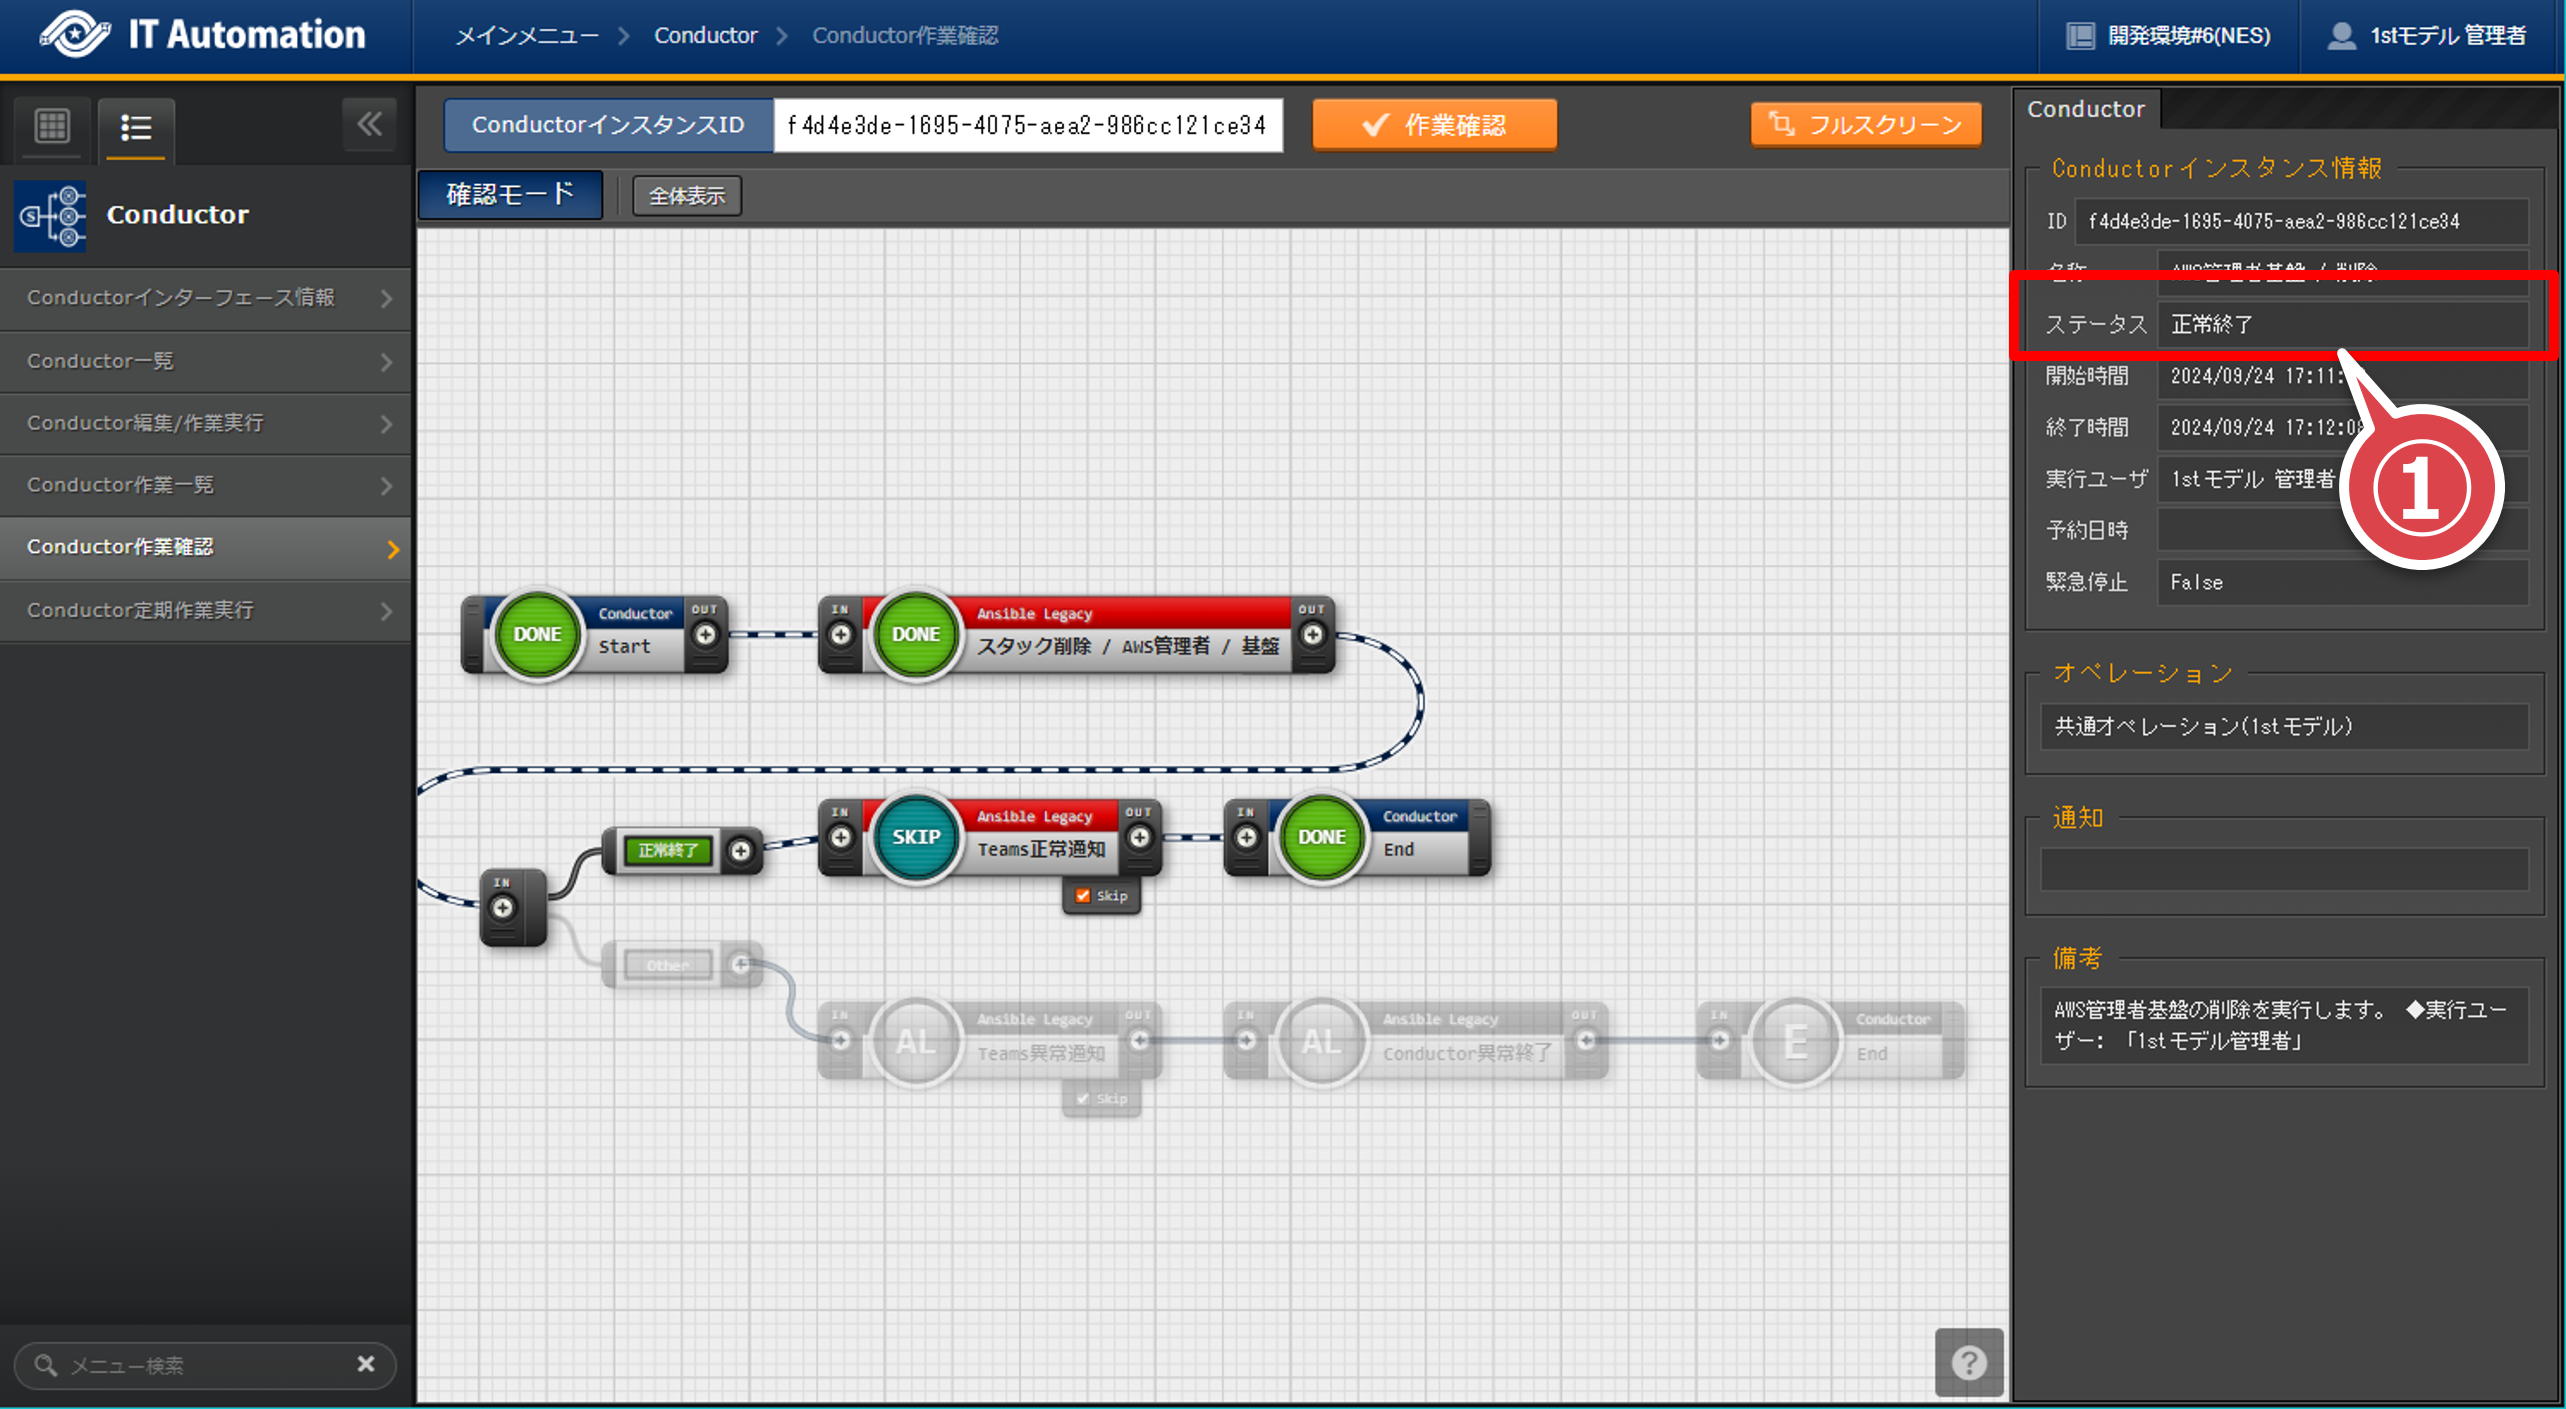 IT Automation
メインメニュー > Conductor > Conductor作業確認
開発環境#6(NES)
1stモデル 管理者
Conductor
Conductorインターフェース情報
Conductor一覧
Conductor編集/作業実行
Conductor作業一覧
Conductor作業確認
Conductor定期作業実行
メニュー検索
ConductorインスタンスID f4d4e3de-1695-4075-aea2-986cc121ce34
作業確認
フルスクリーン
確認モード
全体表示
DONE Conductor OUT
Start
IN DONE Ansible Legacy OUT
スタック削除 / AWS管理者 / 基盤
IN
正常終了
IN SKIP Ansible Legacy OUT
Teams正常通知
Skip
IN DONE Conductor
End
Other
IN AL Ansible Legacy OUT
Teams異常通知
Skip
IN AL Ansible Legacy OUT
Conductor異常終了
IN E Conductor
End
?
Conductor
Conductorインスタンス情報
ID f4d4e3de-1695-4075-aea2-986cc121ce34
名称 AWS管理者基盤 / 削除
ステータス 正常終了
開始時間 2024/09/24 17:11:
終了時間 2024/09/24 17:12:08
実行ユーザ 1stモデル 管理者
予約日時
緊急停止 False
1
オペレーション
共通オペレーション(1stモデル)
通知
備考
AWS管理者基盤の削除を実行します。 ◆実行ユー
ザー: 「1stモデル管理者」